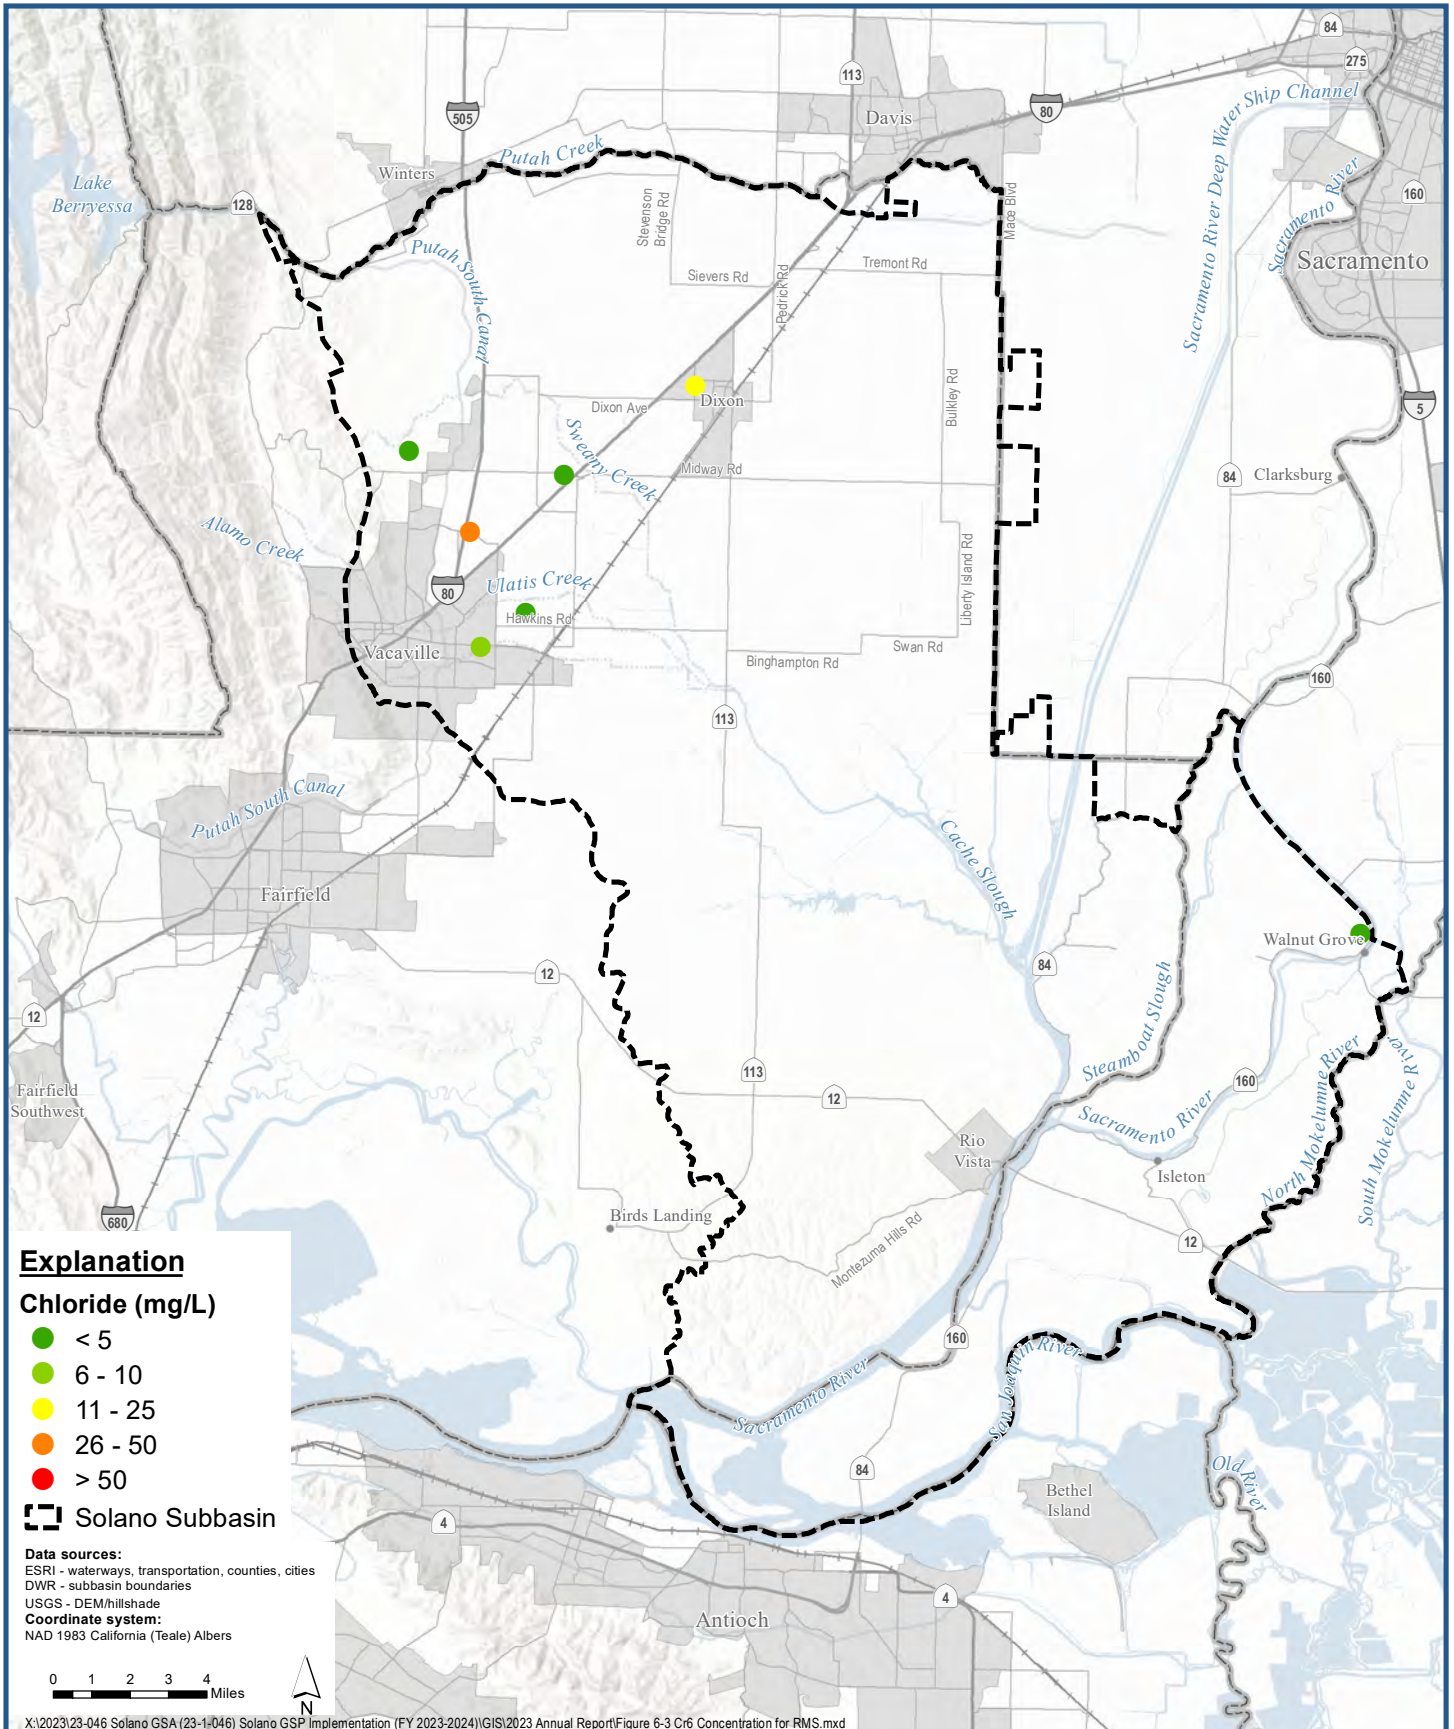 84
275
113
Davis
80
505
Sacramento River Deep Water Ship Channel
Putah Creek
Winters
Lake
Berryessa
128
Stevenson
Bridge Rd
Mace Blvd
Sacramento River
160
Sacramento
Putah South Canal
Sievers Rd
Pedrick Rd
Tremont Rd
Bulkley Rd
Dixon Ave
Dixon
5
Sweany Creek
Midway Rd
84
Clarksburg
Alamo Creek
Liberty Island Rd
80
Ulatis Creek
Hawkins Rd
Vacaville
Binghampton Rd
Swan Rd
160
113
Putah South Canal
Cache Slough
Fairfield
Walnut Grove
12
84
Steamboat Slough
12
Fairfield
Southwest
113
12
160
Sacramento River
North Mokelumne River
South Mokelumne River
Rio
Vista
Isleton
680
Birds Landing
Montezuma Hills Rd
12
160
San Joaquin River
Sacramento River
84
Bethel
Island
Old River
4
4
Antioch
Explanation
Chloride (mg/L)
< 5
6 - 10
11 - 25
26 - 50
> 50
Solano Subbasin
Data sources:
ESRI - waterways, transportation, counties, cities
DWR - subbasin boundaries
USGS - DEM/hillshade
Coordinate system:
NAD 1983 California (Teale) Albers
0 1 2 3 4
Miles
N
X:\2023\23-046 Solano GSA (23-1-046) Solano GSP Implementation (FY 2023-2024)\GIS\2023 Annual Report\Figure 6-3 Cr6 Concentration for RMS.mxd